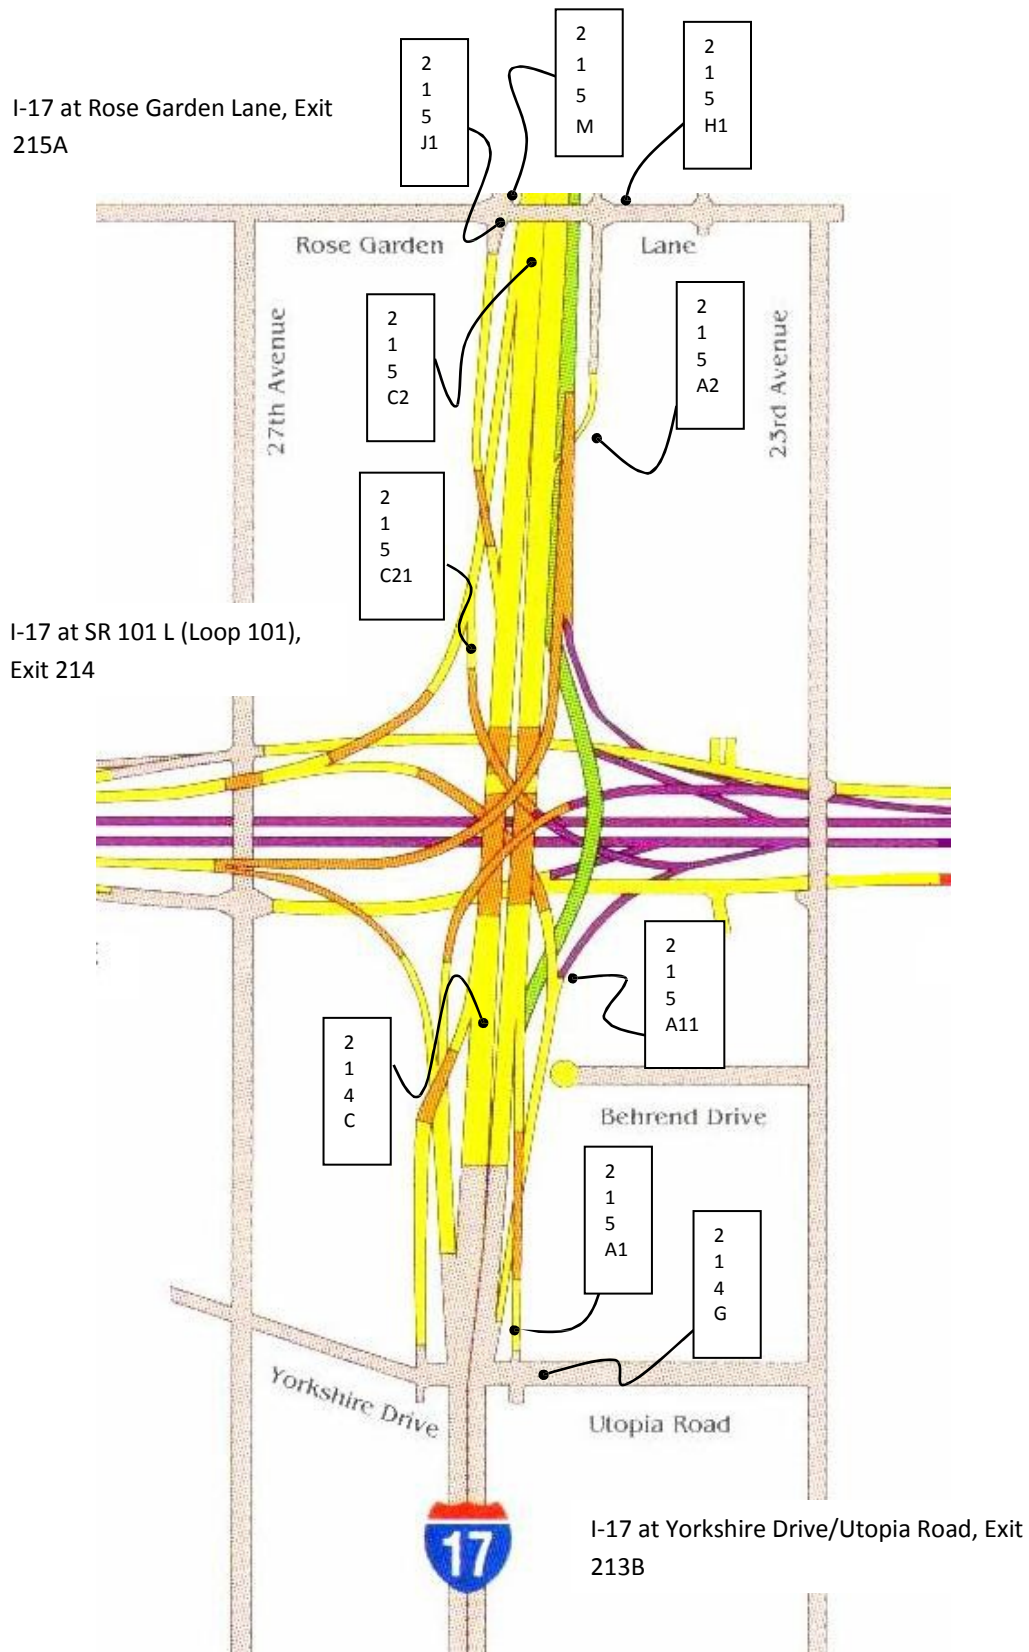 2
1
5
J1
2
1
5
M
2
1
5
H1
I-17 at Rose Garden Lane, Exit
215A
Rose Garden
Lane
2
1
5
C2
2
1
5
A2
27th Avenue
23rd Avenue
2
1
5
C21
I-17 at SR 101 L (Loop 101),
Exit 214
2
1
5
A11
2
1
4
C
Behrend Drive
2
1
5
A1
2
1
4
G
Yorkshire Drive
Utopia Road
17
I-17 at Yorkshire Drive/Utopia Road, Exit
213B